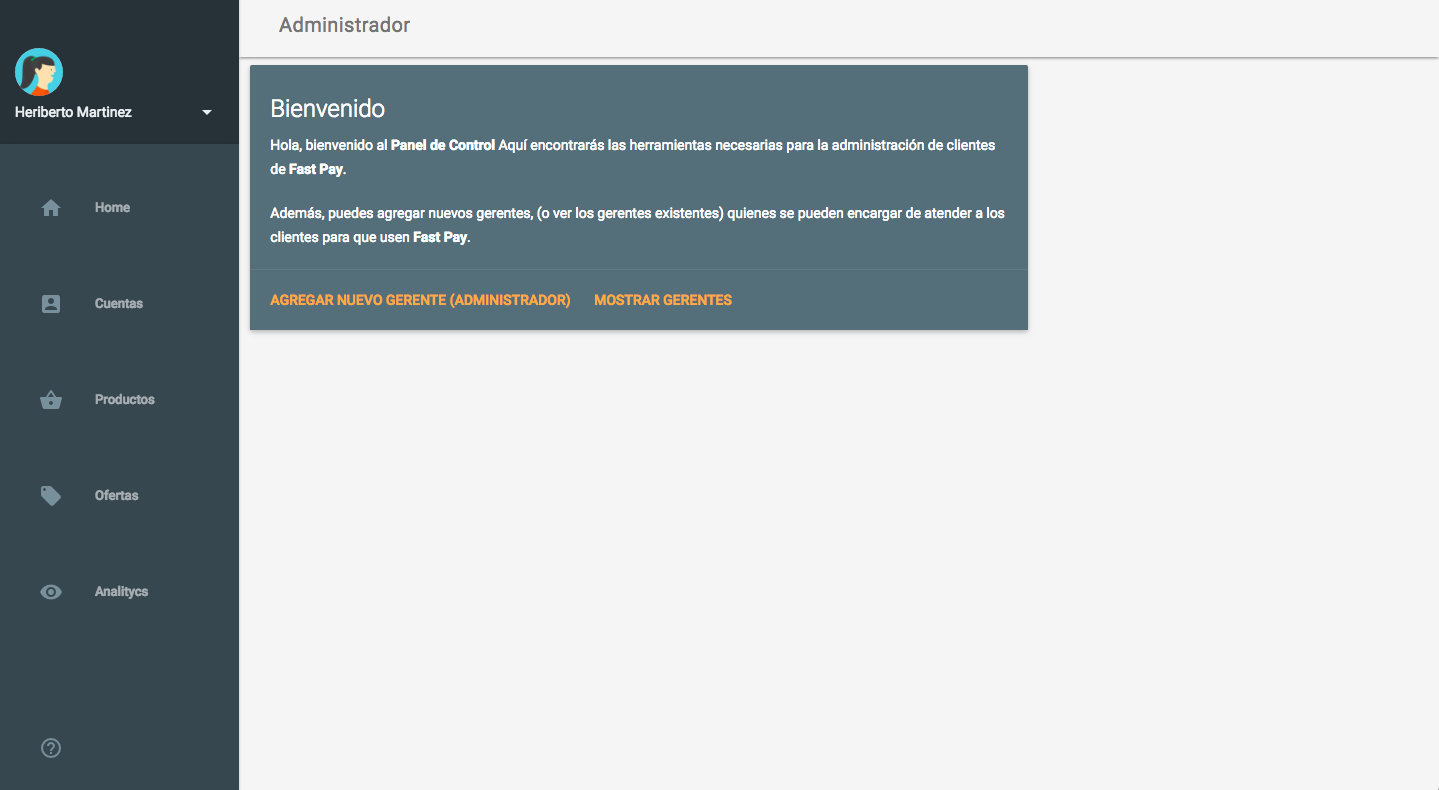 Administrador
Heriberto Martinez
Home
Cuentas
Productos
Ofertas
Analitycs
Bienvenido
Hola, bienvenido al Panel de Control Aquí encontrarás las herramientas necesarias para la administración de clientes
de Fast Pay.
Además, puedes agregar nuevos gerentes, (o ver los gerentes existentes) quienes se pueden encargar de atender a los
clientes para que usen Fast Pay.
AGREGAR NUEVO GERENTE (ADMINISTRADOR) MOSTRAR GERENTES